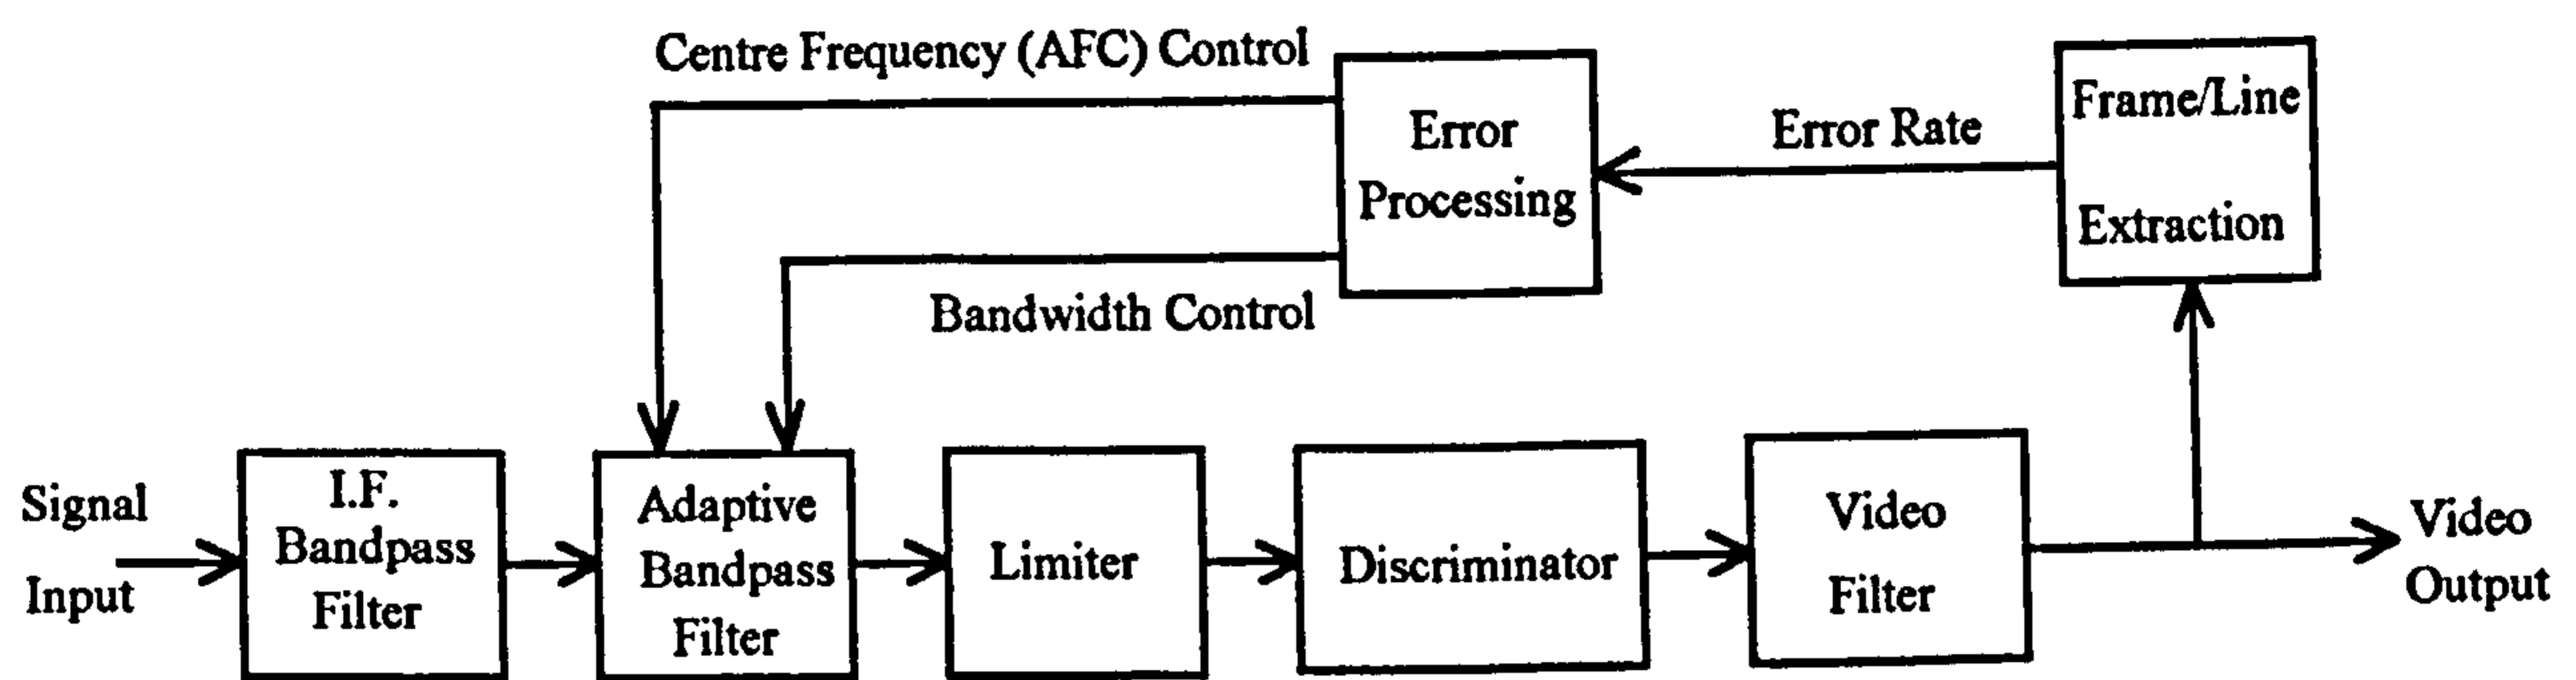 Centre Frequency (AFC) Control
Error
Processing
Error Rate
Frame/Line
Extraction
Bandwidth Control
Signal
Input
I.F.
Bandpass
Filter
Adaptive
Bandpass
Filter
Limiter
Discriminator
Video
Filter
Video
Output